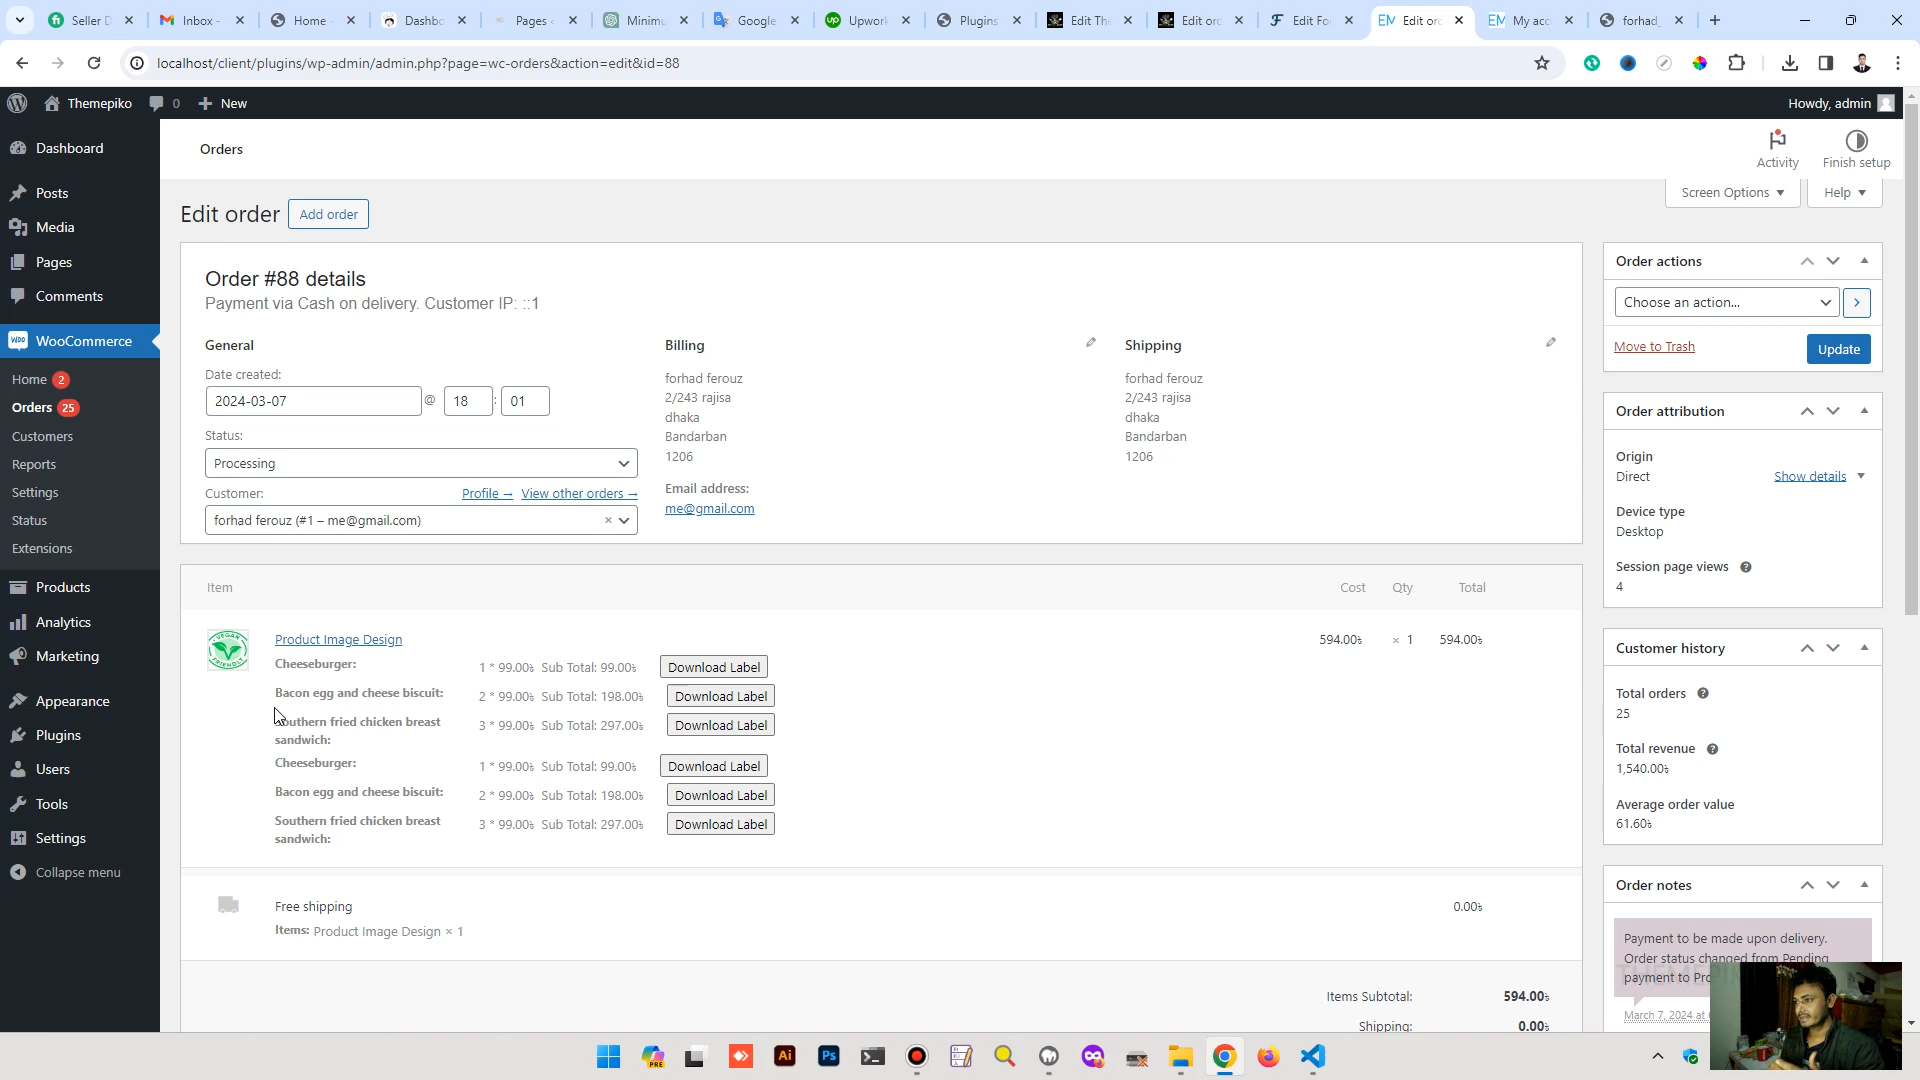 Seller D
Inbox -
Home -
Dashbo
Pages ‹
Minimu
Google
Upwork
Plugins
Edit The
Edit ord
Edit Foo
EM Edit ord
EM My acc
forhad_
localhost/client/plugins/wp-admin/admin.php?page=wc-orders&action=edit&id=88
Themepiko
0
New
Howdy, admin
Dashboard
Posts
Media
Pages
Comments
WooCommerce
Home 2
Orders 25
Customers
Reports
Settings
Status
Extensions
Products
Analytics
Marketing
Appearance
Plugins
Users
Tools
Settings
Collapse menu
Orders
Activity
Finish setup
Screen Options
Help
Edit order
Add order
Order #88 details
Payment via Cash on delivery. Customer IP: ::1
General
Date created:
2024-03-07 @ 18 : 01
Status:
Processing
Customer:
Profile →
View other orders →
forhad ferouz (#1 – me@gmail.com) ×
Billing
forhad ferouz
2/243 rajisa
dhaka
Bandarban
1206
Email address:
me@gmail.com
Shipping
forhad ferouz
2/243 rajisa
dhaka
Bandarban
1206
Item
Cost
Qty
Total
VEGAN
FRIENDLY
Product Image Design
594.00৳
× 1
594.00৳
Cheeseburger: 1 * 99.00৳ Sub Total: 99.00৳ Download Label
Bacon egg and cheese biscuit: 2 * 99.00৳ Sub Total: 198.00৳ Download Label
Southern fried chicken breast 3 * 99.00৳ Sub Total: 297.00৳ Download Label
sandwich:
Cheeseburger: 1 * 99.00৳ Sub Total: 99.00৳ Download Label
Bacon egg and cheese biscuit: 2 * 99.00৳ Sub Total: 198.00৳ Download Label
Southern fried chicken breast 3 * 99.00৳ Sub Total: 297.00৳ Download Label
sandwich:
Free shipping
0.00৳
Items: Product Image Design × 1
Items Subtotal: 594.00৳
Shipping: 0.00৳
Order actions
Choose an action...
Move to Trash
Update
Order attribution
Origin
Direct
Show details
Device type
Desktop
Session page views
4
Customer history
Total orders
25
Total revenue
1,540.00৳
Average order value
61.60৳
Order notes
Payment to be made upon delivery.
Order status changed from Pending
payment to Pro
March 7, 2024 at
PRE
Ai
Ps